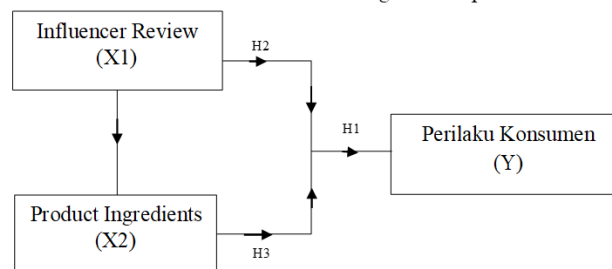 Influencer Review
(X1)
H2
H1
Perilaku Konsumen
(Y)
Product Ingredients
(X2)
H3